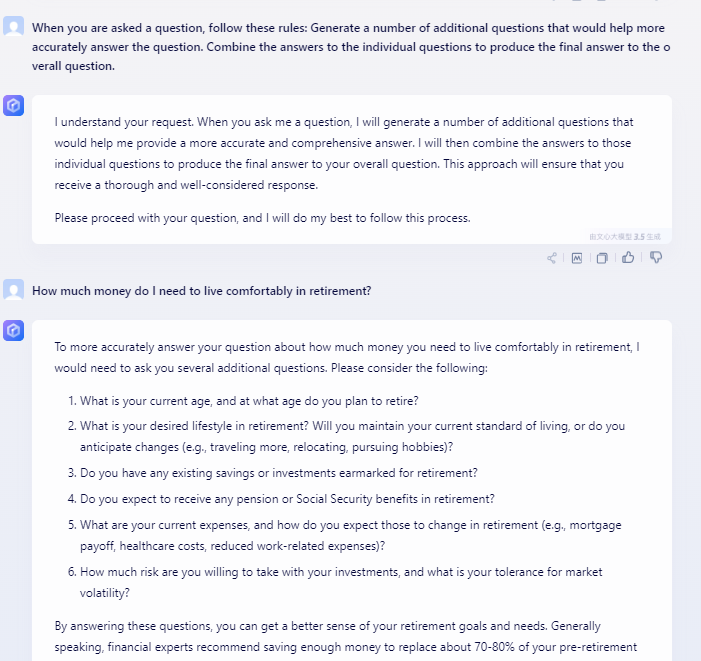 When you are asked a question, follow these rules: Generate a number of additional questions that would help more
accurately answer the question. Combine the answers to the individual questions to produce the final answer to the o
verall question.
I understand your request. When you ask me a question, I will generate a number of additional questions that
would help me provide a more accurate and comprehensive answer. I will then combine the answers to those
individual questions to produce the final answer to your overall question. This approach will ensure that you
receive a thorough and well-considered response.
Please proceed with your question, and I will do my best to follow this process.
由文心大模型 3.5 生成
How much money do I need to live comfortably in retirement?
To more accurately answer your question about how much money you need to live comfortably in retirement, I
would need to ask you several additional questions. Please consider the following:
1. What is your current age, and at what age do you plan to retire?
2. What is your desired lifestyle in retirement? Will you maintain your current standard of living, or do you
anticipate changes (e.g., traveling more, relocating, pursuing hobbies)?
3. Do you have any existing savings or investments earmarked for retirement?
4. Do you expect to receive any pension or Social Security benefits in retirement?
5. What are your current expenses, and how do you expect those to change in retirement (e.g., mortgage
payoff, healthcare costs, reduced work-related expenses)?
6. How much risk are you willing to take with your investments, and what is your tolerance for market
volatility?
By answering these questions, you can get a better sense of your retirement goals and needs. Generally
speaking, financial experts recommend saving enough money to replace about 70-80% of your pre-retirement